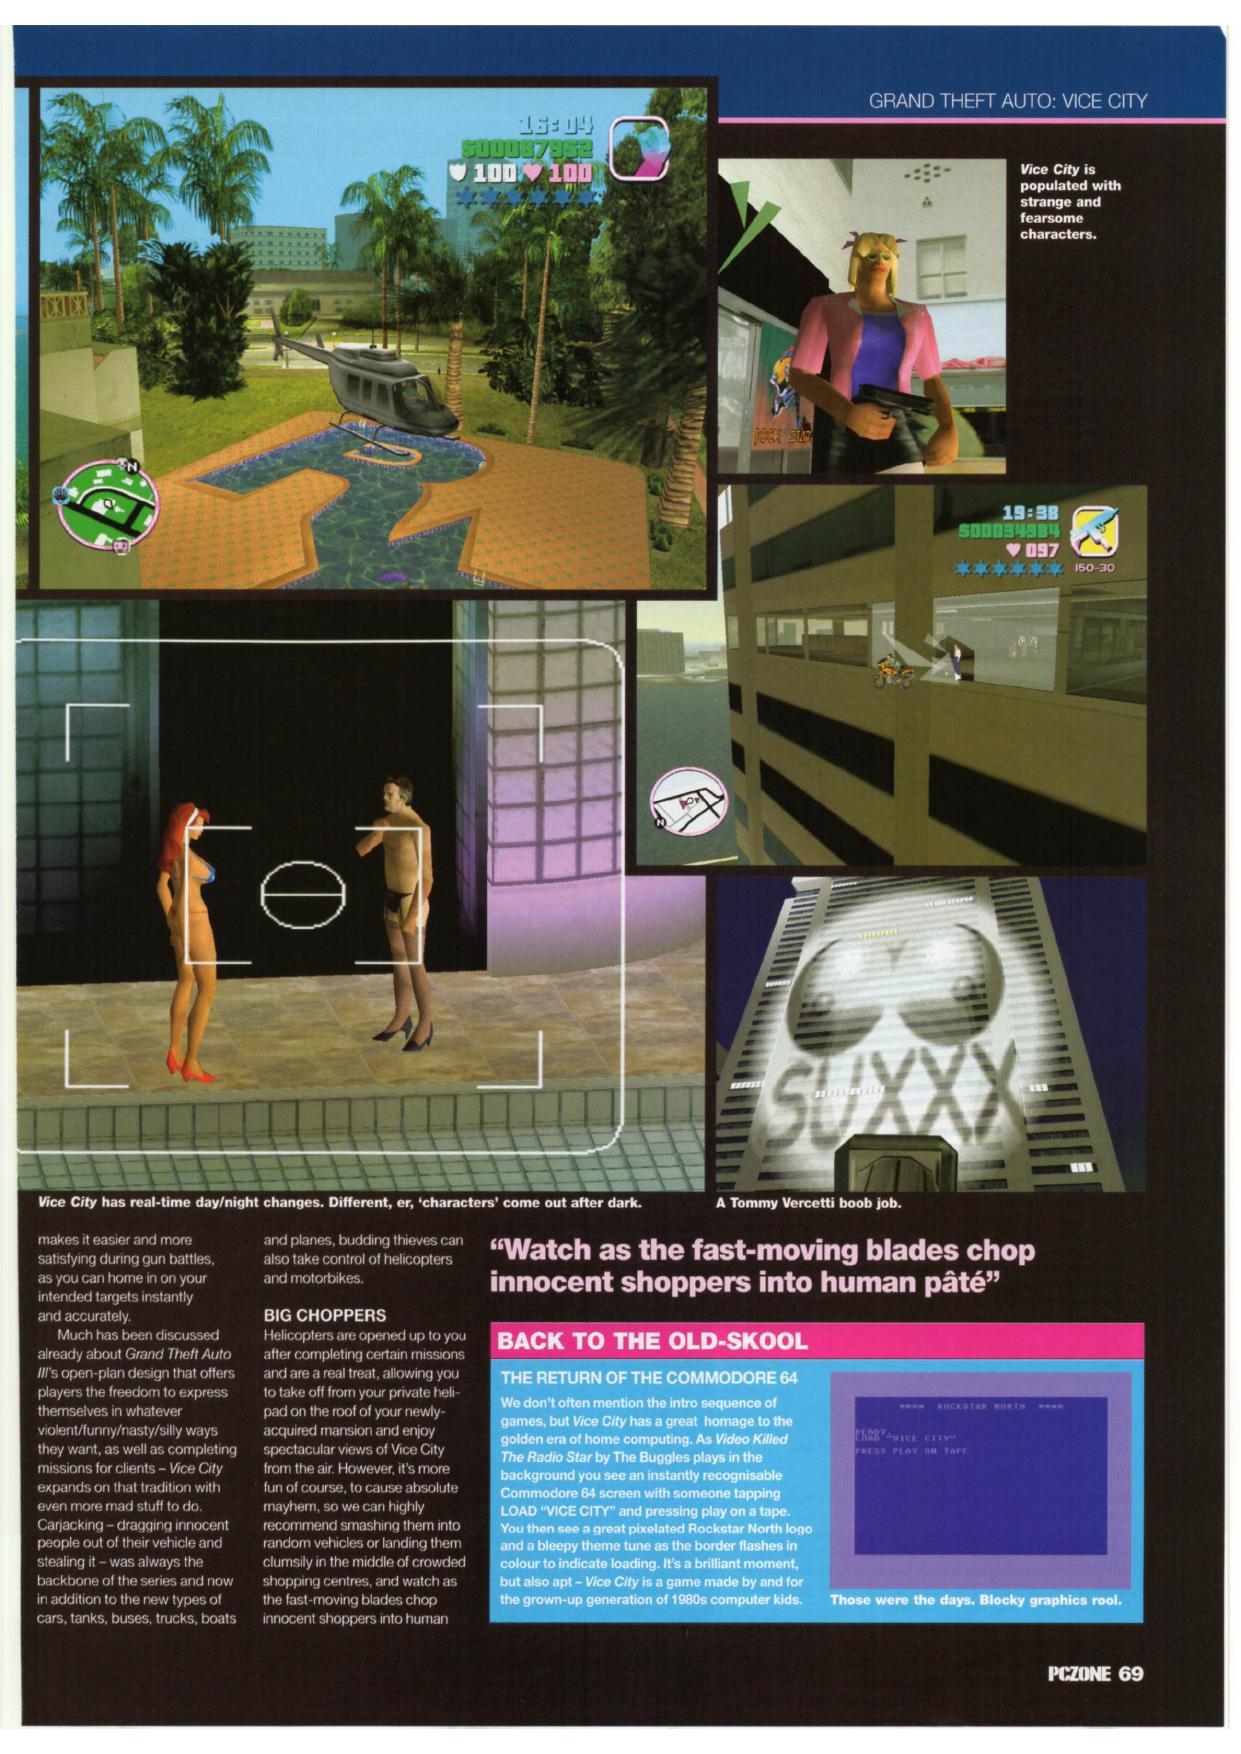 GRAND THEFT AUTO: VICE CITY
16:04
$00087952
100 100
N
Vice City is
populated with
strange and
fearsome
characters.
19:38
$00034984
097
150-30
N
SUXXX
Vice City has real-time day/night changes. Different, er, ‘characters’ come out after dark.
A Tommy Vercetti boob job.
makes it easier and more
satisfying during gun battles,
as you can home in on your
intended targets instantly
and accurately.
Much has been discussed
already about Grand Theft Auto
III's open-plan design that offers
players the freedom to express
themselves in whatever
violent/funny/nasty/silly ways
they want, as well as completing
missions for clients – Vice City
expands on that tradition with
even more mad stuff to do.
Carjacking – dragging innocent
people out of their vehicle and
stealing it – was always the
backbone of the series and now
in addition to the new types of
cars, tanks, buses, trucks, boats
and planes, budding thieves can
also take control of helicopters
and motorbikes.
BIG CHOPPERS
Helicopters are opened up to you
after completing certain missions
and are a real treat, allowing you
to take off from your private heli-
pad on the roof of your newly-
acquired mansion and enjoy
spectacular views of Vice City
from the air. However, it's more
fun of course, to cause absolute
mayhem, so we can highly
recommend smashing them into
random vehicles or landing them
clumsily in the middle of crowded
shopping centres, and watch as
the fast-moving blades chop
innocent shoppers into human
“Watch as the fast-moving blades chop
innocent shoppers into human pâté”
BACK TO THE OLD-SKOOL
THE RETURN OF THE COMMODORE 64
We don't often mention the intro sequence of
games, but Vice City has a great homage to the
golden era of home computing. As Video Killed
The Radio Star by The Buggles plays in the
background you see an instantly recognisable
Commodore 64 screen with someone tapping
LOAD “VICE CITY” and pressing play on a tape.
You then see a great pixelated Rockstar North logo
and a bleepy theme tune as the border flashes in
colour to indicate loading. It's a brilliant moment,
but also apt – Vice City is a game made by and for
the grown-up generation of 1980s computer kids.
**** ROCKSTAR NORTH ****
READY.
LOAD "VICE CITY"
PRESS PLAY ON TAPE
Those were the days. Blocky graphics rool.
PCZONE 69